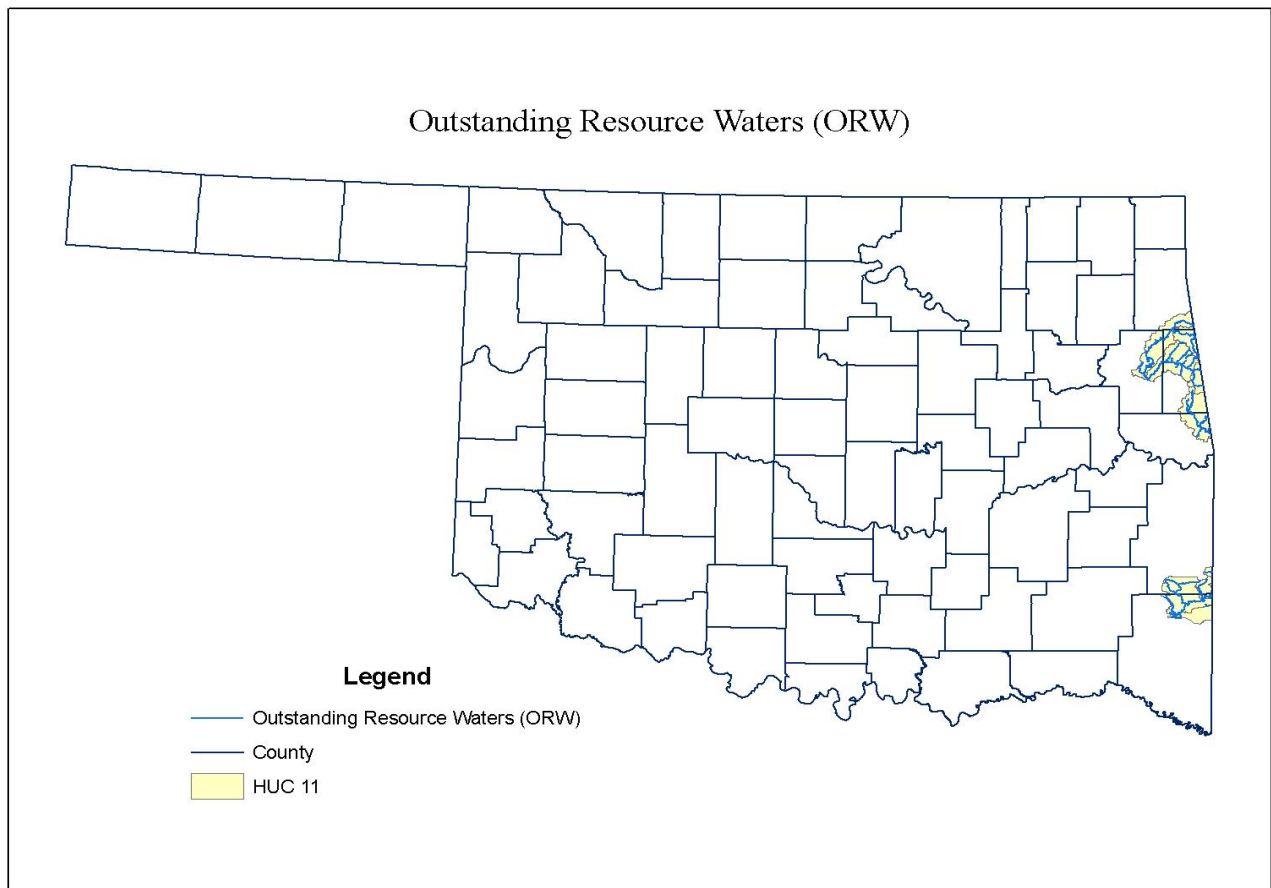 Outstanding Resource Waters (ORW)
Legend
Outstanding Resource Waters (ORW)
County
HUC 11